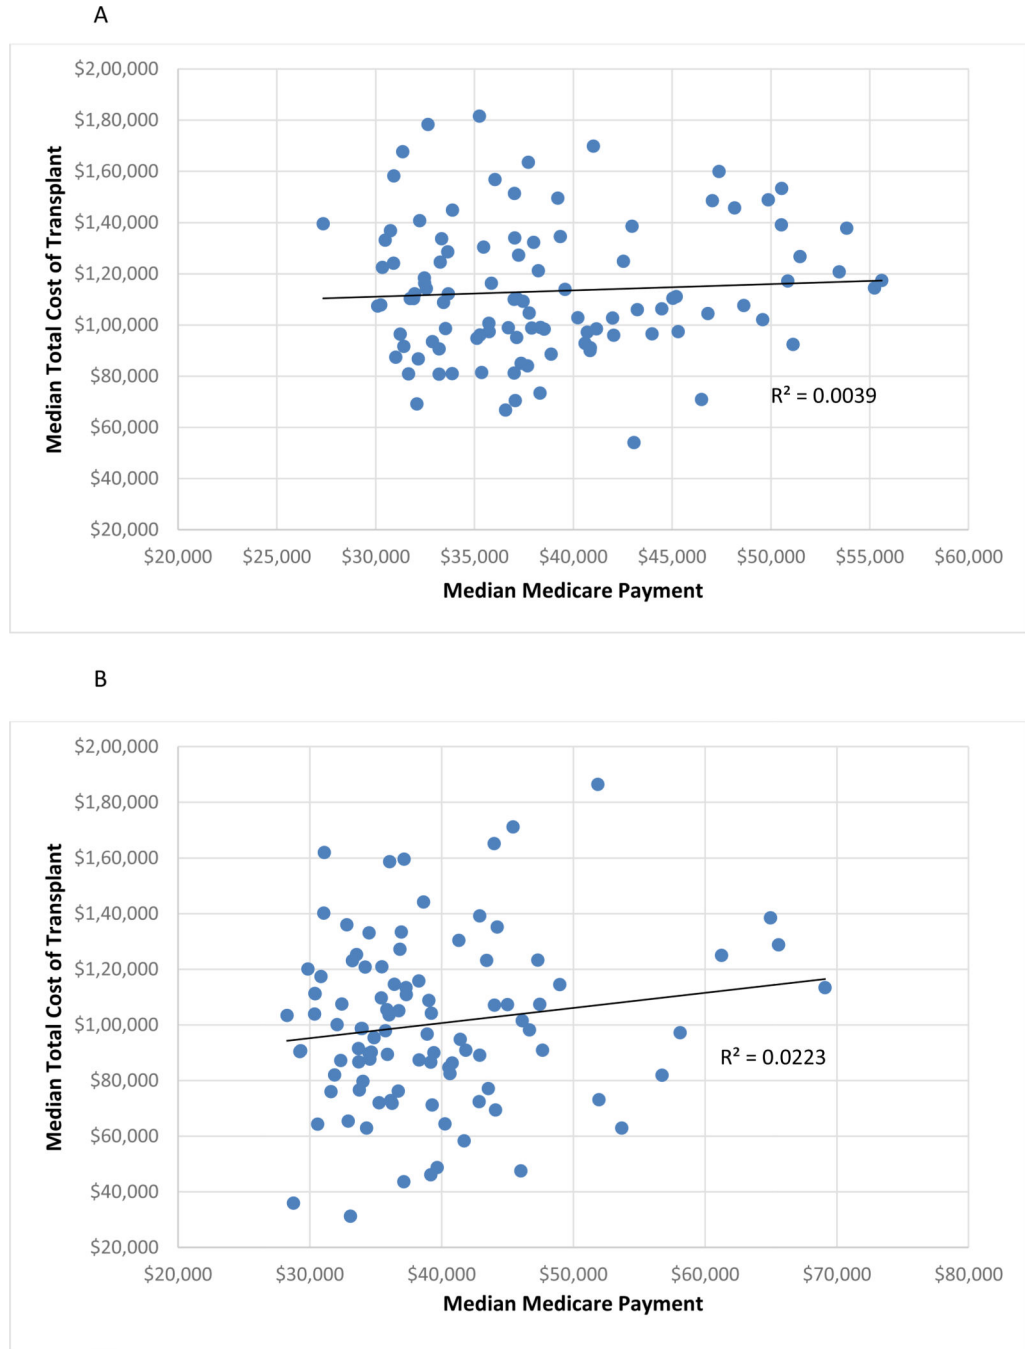 A
$2,00,000
$1,80,000
$1,60,000
$1,40,000
$120,000
$1,00,000
$80,000
$60,000
$40,000
$20,000
Median Total Cost of Transplant
R² = 0.0039
$20,000 $25,000 $30,000 $35,000 $40,000 $45,000 $50,000 $55,000 $60,000
Median Medicare Payment
B
$2,00,000
$1,80,000
$1,60,000
$1,40,000
$120,000
$1,00,000
$80,000
$60,000
$40,000
$20,000
Median Total Cost of Transplant
R² = 0.0223
$20,000 $30,000 $40,000 $50,000 $60,000 $70,000 $80,000
Median Medicare Payment